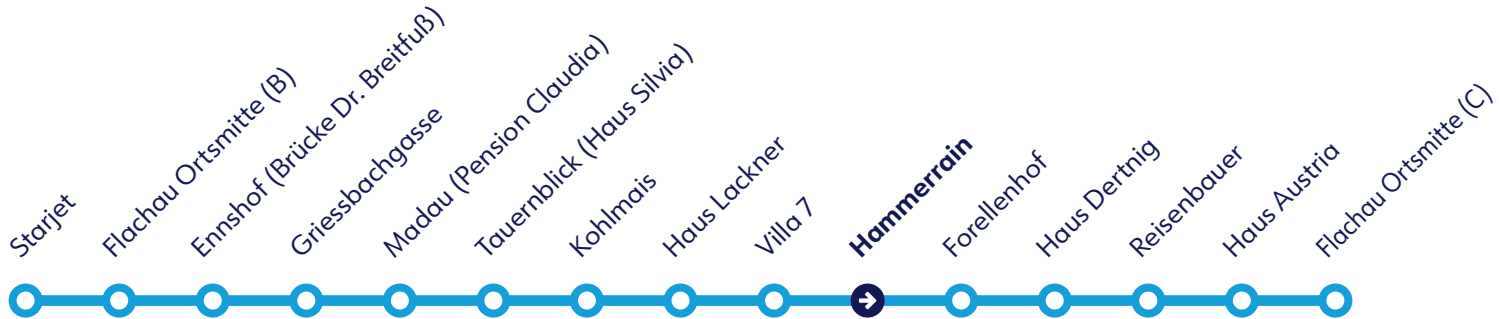 Starjet
Flachau Ortsmitte (B)
Ennshof (Brücke Dr. Breitfuß)
Griessbachgasse
Madau (Pension Claudia)
Tauernblick (Haus Silvia)
Kohlmais
Haus Lackner
Villa 7
Hammerrain
Forellenhof
Haus Dertnig
Reisenbauer
Haus Austria
Flachau Ortsmitte (C)